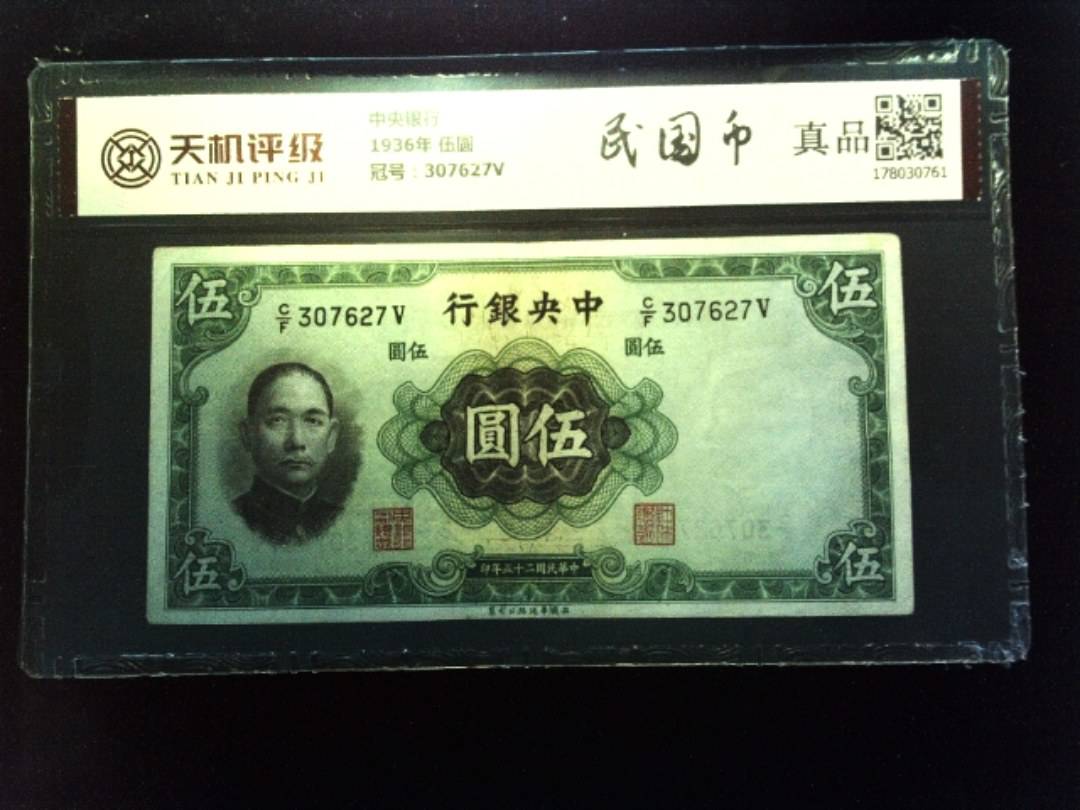 天机评级
TIAN JI PING JI
中央银行
1936年 伍圆
冠号：307627V
民国币
真品
178030761
伍
伍
C/F 307627V
行銀央中
C/F 307627V
圓伍
圓伍
圓伍
伍
伍
印年五十二國民華中